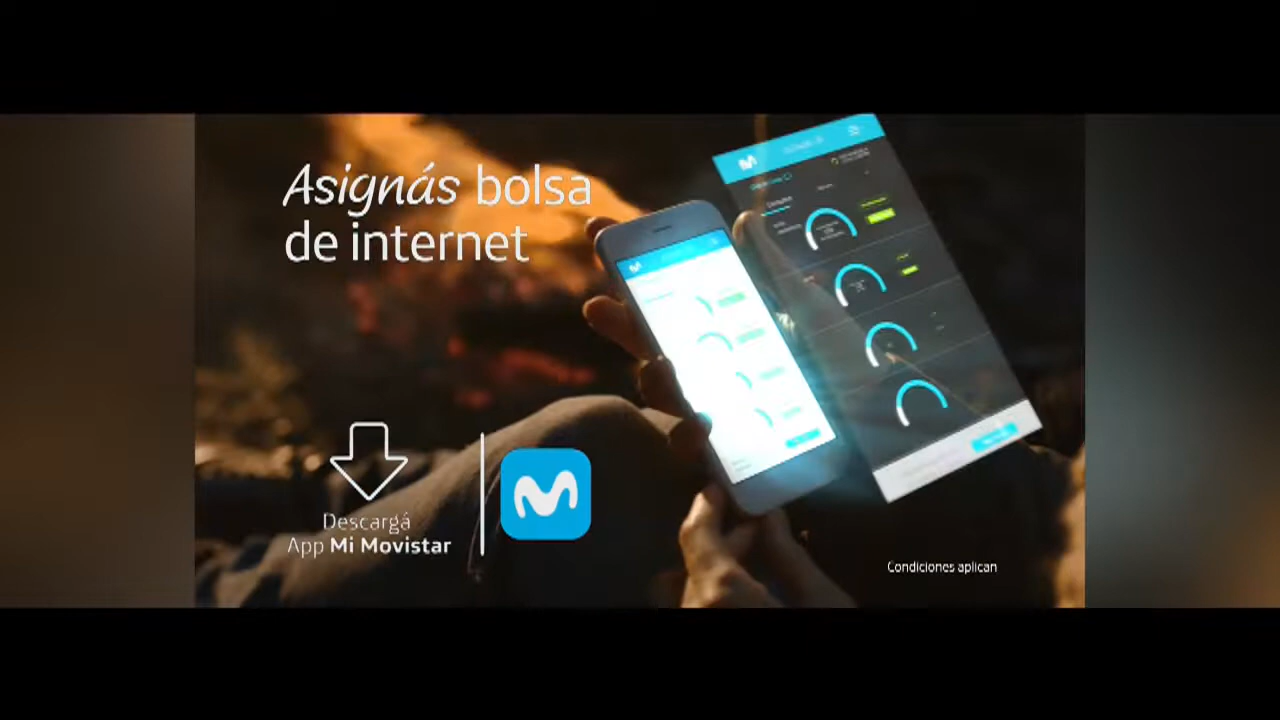 Asignás bolsa
de internet
Descargá
App Mi Movistar
Condiciones aplican